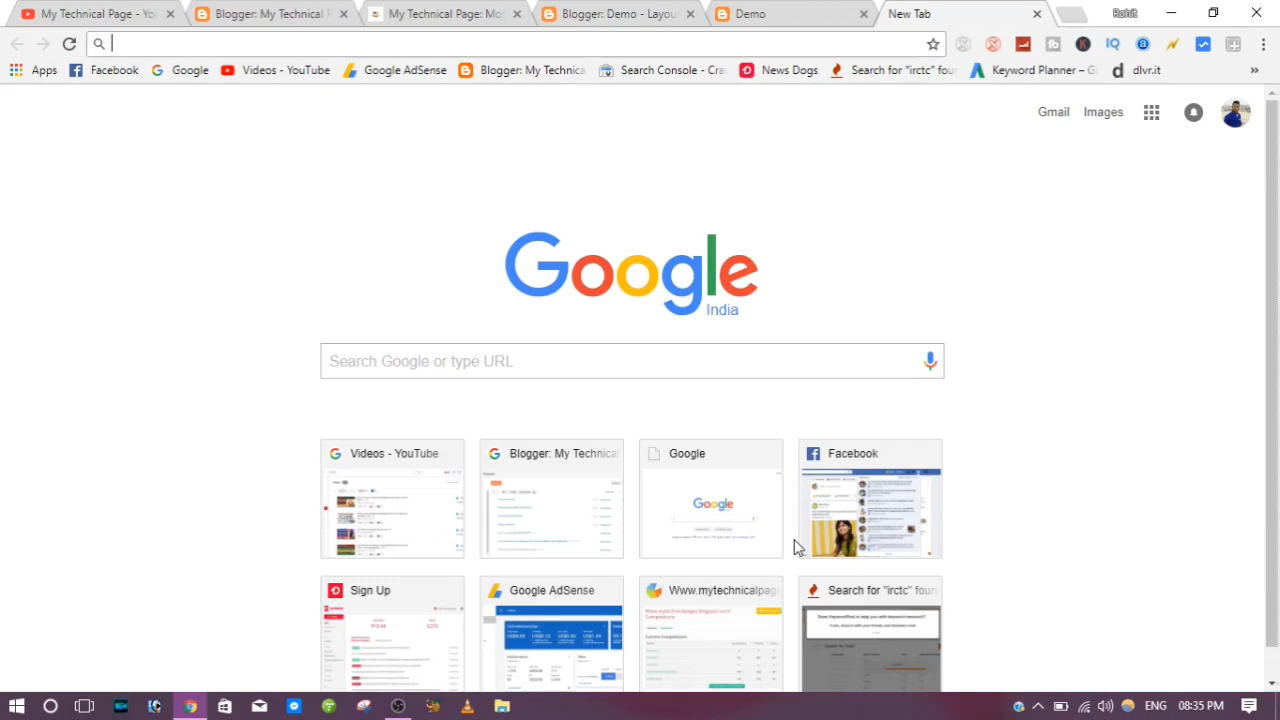 My Technical Page - Yo
Blogger: My Technical P
My Technical Page: Mol
Blogger: Demo - Layou
Demo
New Tab
Rohit
Apps
Facebook
Google
Videos - YouTube
Google AdSense
Blogger: My Technica
Search Console - Cra
News Dogs
Search for "irctc" four
Keyword Planner – G
dlvr.it
»
Gmail
Images
Google
India
Search Google or type URL
Videos - YouTube
Blogger: My Technica
Google
Facebook
Google
Sign Up
Google AdSense
Www.mytechnicalpag
Search for "irctc" foun
ENG
08:35 PM